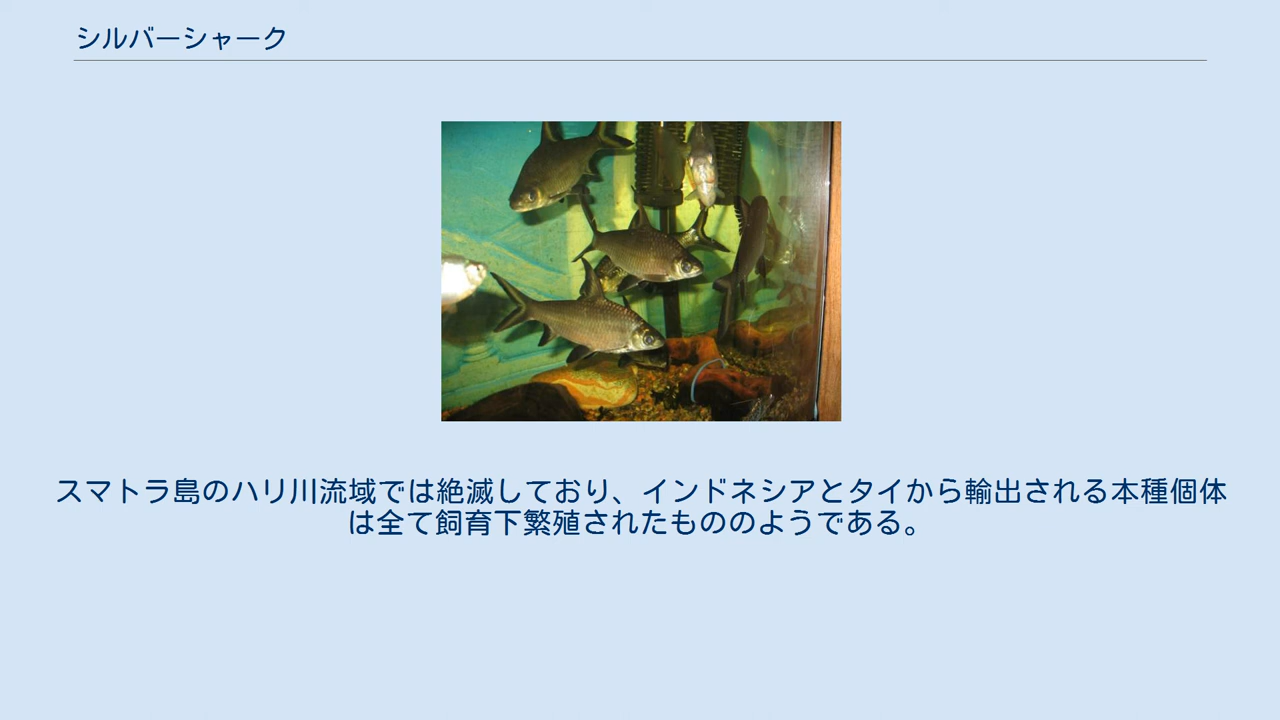 シルバーシャーク
スマトラ島のハリ川流域では絶滅しており、インドネシアとタイから輸出される本種個体
は全て飼育下繁殖されたもののようである。